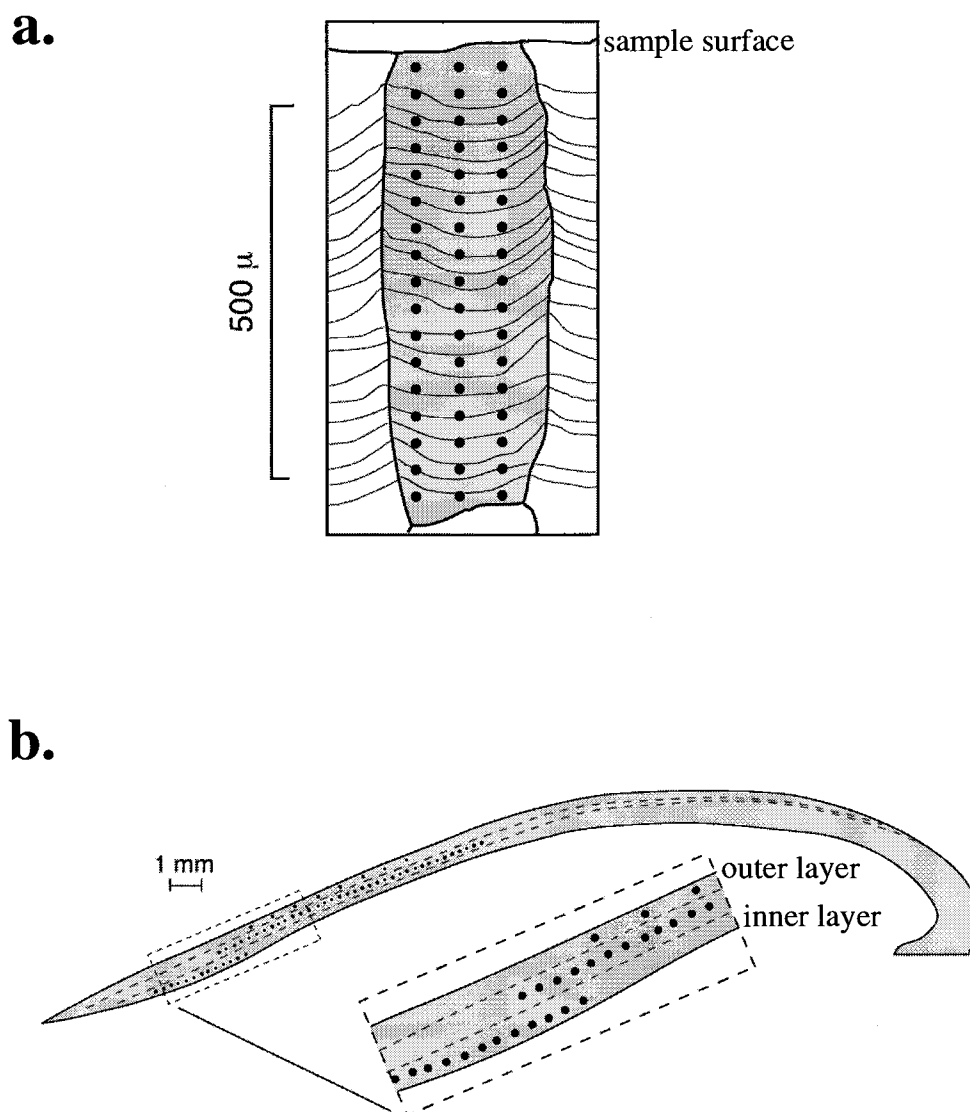 a.
sample surface
500 μ
b.
1 mm
outer layer
inner layer